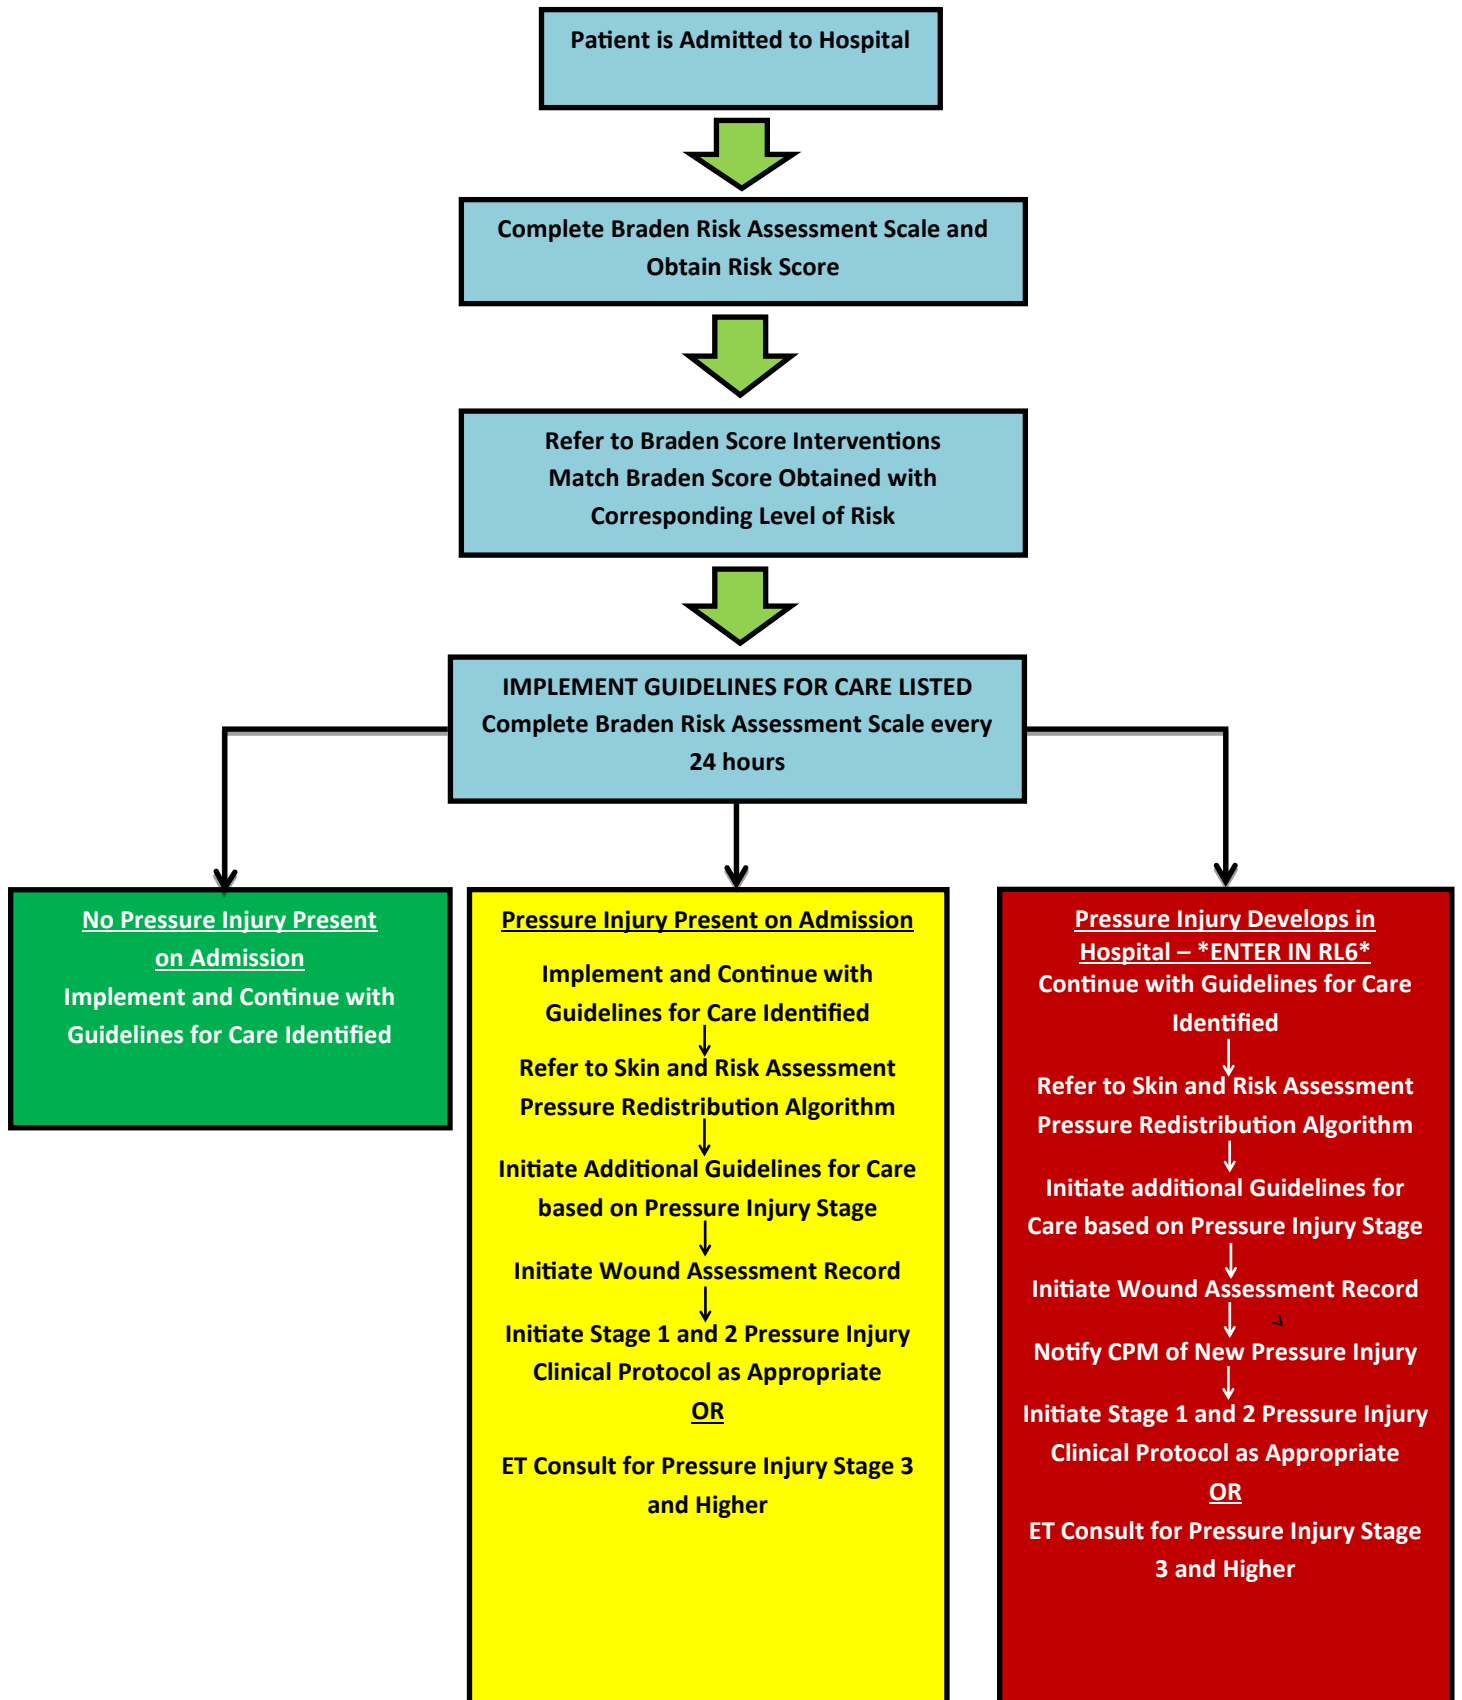 Patient is Admitted to Hospital
Complete Braden Risk Assessment Scale and
Obtain Risk Score
Refer to Braden Score Interventions
Match Braden Score Obtained with
Corresponding Level of Risk
IMPLEMENT GUIDELINES FOR CARE LISTED
Complete Braden Risk Assessment Scale every
24 hours
No Pressure Injury Present
on Admission
Implement and Continue with
Guidelines for Care Identified
Pressure Injury Present on Admission
Implement and Continue with
Guidelines for Care Identified
Refer to Skin and Risk Assessment
Pressure Redistribution Algorithm
Initiate Additional Guidelines for Care
based on Pressure Injury Stage
Initiate Wound Assessment Record
Initiate Stage 1 and 2 Pressure Injury
Clinical Protocol as Appropriate
OR
ET Consult for Pressure Injury Stage 3
and Higher
Pressure Injury Develops in
Hospital – *ENTER IN RL6*
Continue with Guidelines for Care
Identified
Refer to Skin and Risk Assessment
Pressure Redistribution Algorithm
Initiate additional Guidelines for
Care based on Pressure Injury Stage
Initiate Wound Assessment Record
Notify CPM of New Pressure Injury
Initiate Stage 1 and 2 Pressure Injury
Clinical Protocol as Appropriate
OR
ET Consult for Pressure Injury Stage
3 and Higher